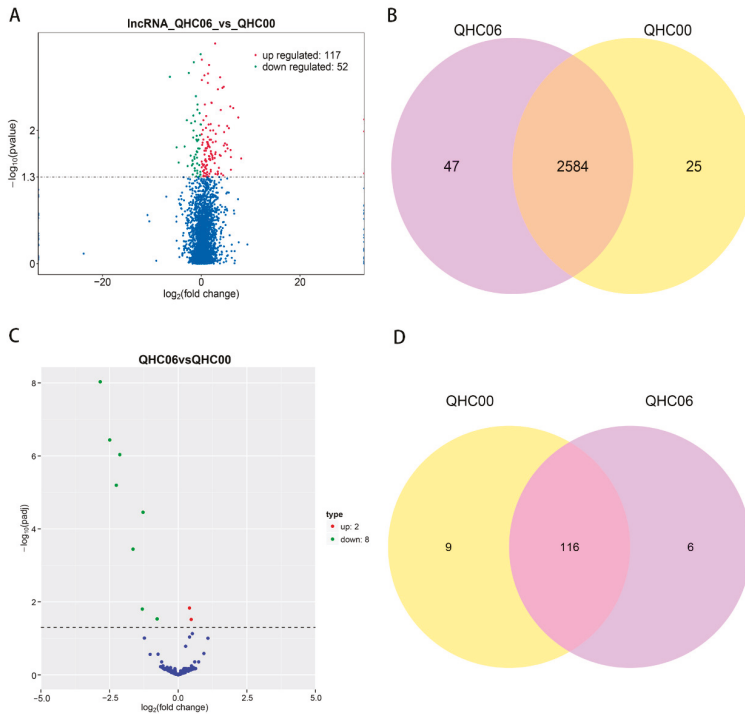 A
lncRNA_QHC06_vs_QHC00
up regulated: 117
down regulated: 52
−log10(pvalue)
2
1.3
0
−20
0
20
log2(fold change)
B
QHC06
QHC00
47
2584
25
C
QHC06vsQHC00
−log10(padj)
8
6
4
2
0
−5.0
−2.5
0.0
2.5
5.0
log2(fold change)
type
up: 2
down: 8
D
QHC00
QHC06
9
116
6